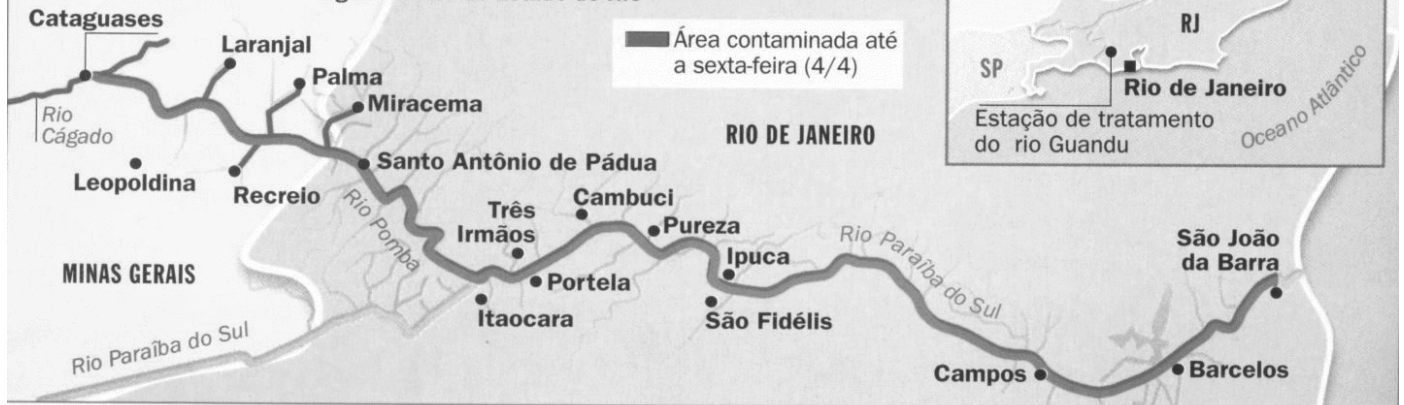 Cataguases
Laranjal
Palma
Miracema
Rio
Cágado
Leopoldina
Recreio
Santo Antônio de Pádua
Área contaminada até
a sexta-feira (4/4)
RIO DE JANEIRO
RJ
SP
Rio de Janeiro
Oceano Atlântico
Estação de tratamento
do rio Guandu
Rio Pomba
Três
Irmãos
Cambuci
Pureza
Ipuca
Portela
Itaocara
São Fidélis
Rio Paraíba do Sul
MINAS GERAIS
Rio Paraíba do Sul
São João
da Barra
Campos
Barcelos